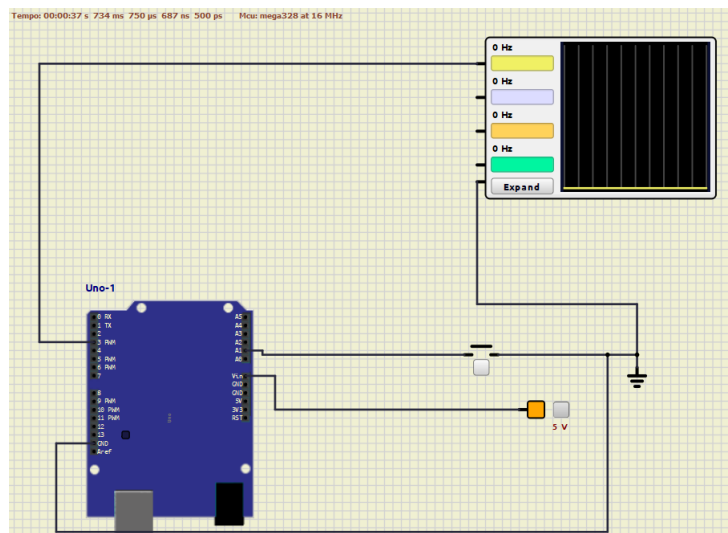 Tempo: 00:00:37 s 734 ms 750 µs 687 ns 500 ps Mcu: mega328 at 16 MHz
0 Hz
0 Hz
0 Hz
0 Hz
Expand
Uno-1
0 RX
1 TX
2
3 PWM
4
5 PWM
6 PWM
7
8
9 PWM
10 PWM
11 PWM
12
13
GND
Aref
A5
A4
A3
A2
A1
A0
Vin
GND
GND
5V
3V3
RST
5 V